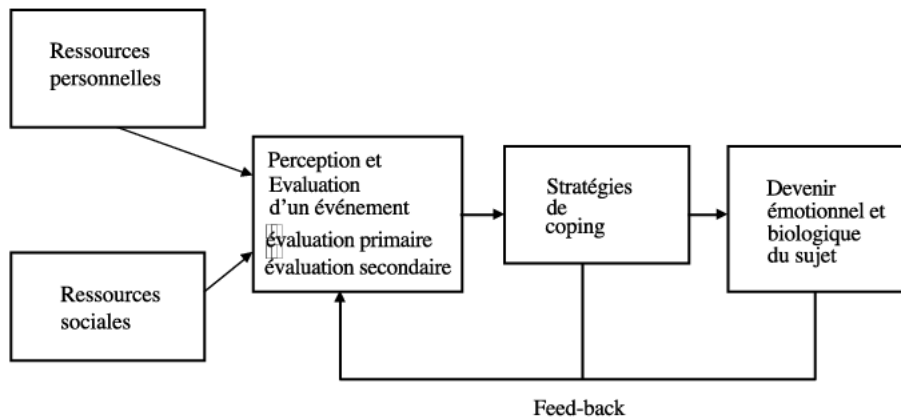 Ressources
personnelles
Perception et
Evaluation
d'un événement
évaluation primaire
évaluation secondaire
Stratégies
de
coping
Devenir
émotionnel et
biologique
du sujet
Ressources
sociales
Feed-back